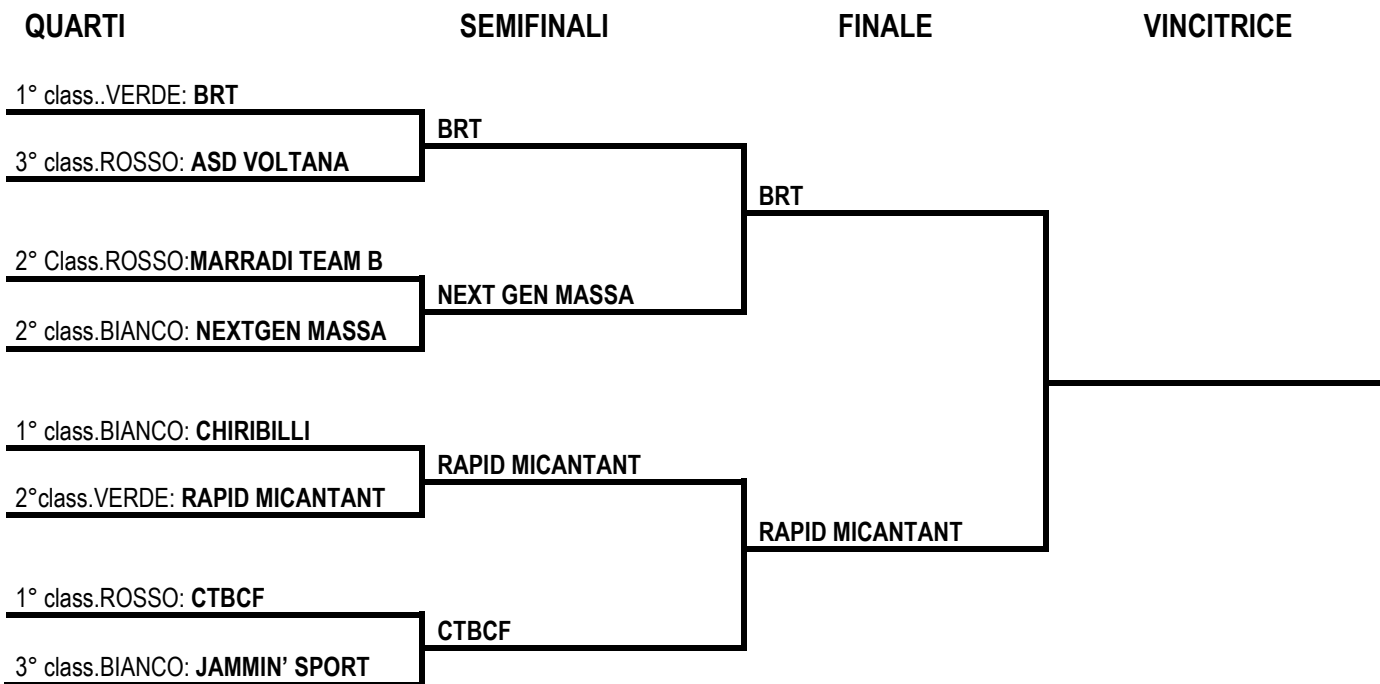 QUARTI SEMIFINALI FINALE VINCITRICE
1° class..VERDE: BRT
BRT
3° class.ROSSO: ASD VOLTANA
BRT
2° Class.ROSSO:MARRADI TEAM B
NEXT GEN MASSA
2° class.BIANCO: NEXTGEN MASSA
1° class.BIANCO: CHIRIBILLI
RAPID MICANTANT
2°class.VERDE: RAPID MICANTANT
RAPID MICANTANT
1° class.ROSSO: CTBCF
CTBCF
3° class.BIANCO: JAMMIN’ SPORT